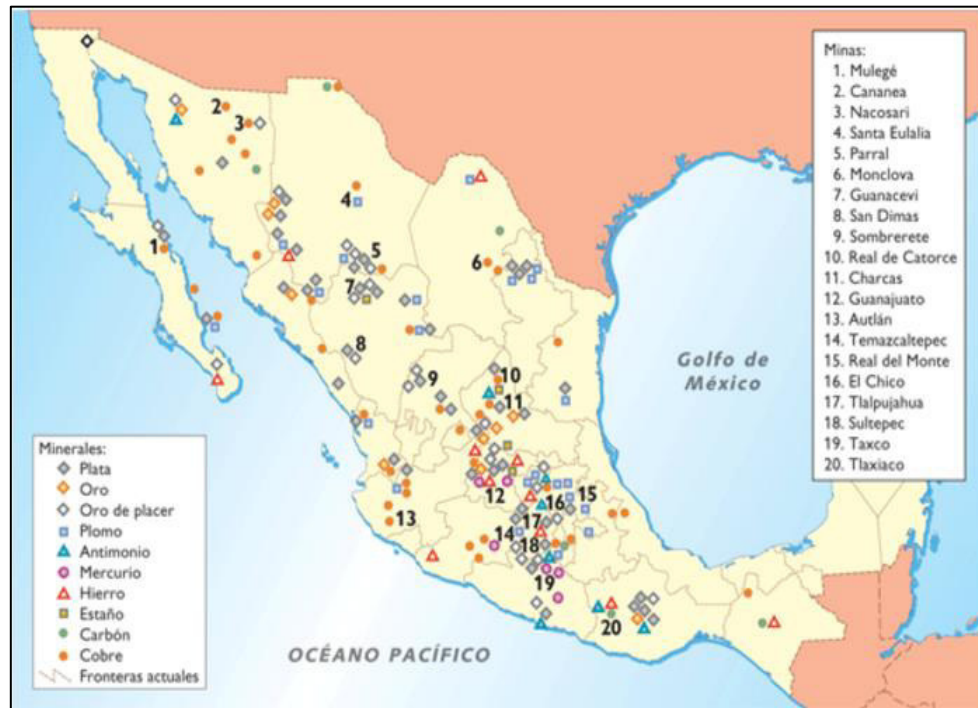 Minas:
1. Mulegé
2. Cananea
3. Nacosari
4. Santa Eulalia
5. Parral
6. Monclova
7. Guanacevi
8. San Dimas
9. Sombrerete
10. Real de Catorce
11. Charcas
12. Guanajuato
13. Autlán
14. Temazcaltepec
15. Real del Monte
16. El Chico
17. Tlalpujahua
18. Sultepec
19. Taxco
20. Tlaxiaco
2
3
4
1
5
6
7
8
9
10
11
Golfo de
México
Minerales:
Plata
Oro
Oro de placer
Plomo
Antimonio
Mercurio
Hierro
Estaño
Carbón
Cobre
Fronteras actuales
12
15
16
13
17
14
18
19
20
OCÉANO PACÍFICO